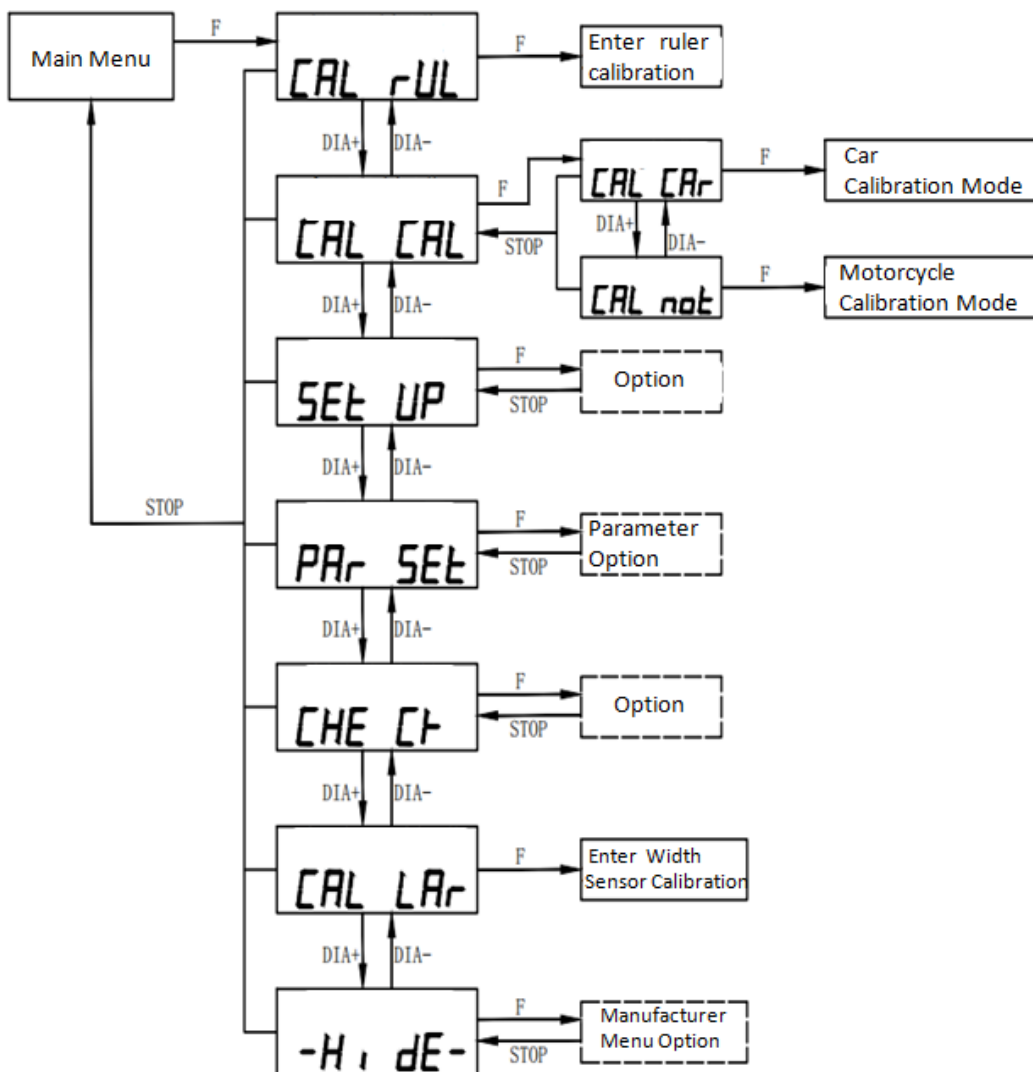 Main Menu
F
CAL rUL
F
Enter ruler
calibration
DIA+
DIA-
CAL CAL
F
STOP
CAL CAr
F
Car
Calibration Mode
DIA+
DIA-
CAL not
F
Motorcycle
Calibration Mode
DIA+
DIA-
SEt UP
F
STOP
Option
DIA+
DIA-
STOP
PAr SEt
F
STOP
Parameter
Option
DIA+
DIA-
CHE Ct
F
STOP
Option
DIA+
DIA-
CAL LAr
F
Enter Width
Sensor Calibration
DIA+
DIA-
-Hi dE-
F
STOP
Manufacturer
Menu Option